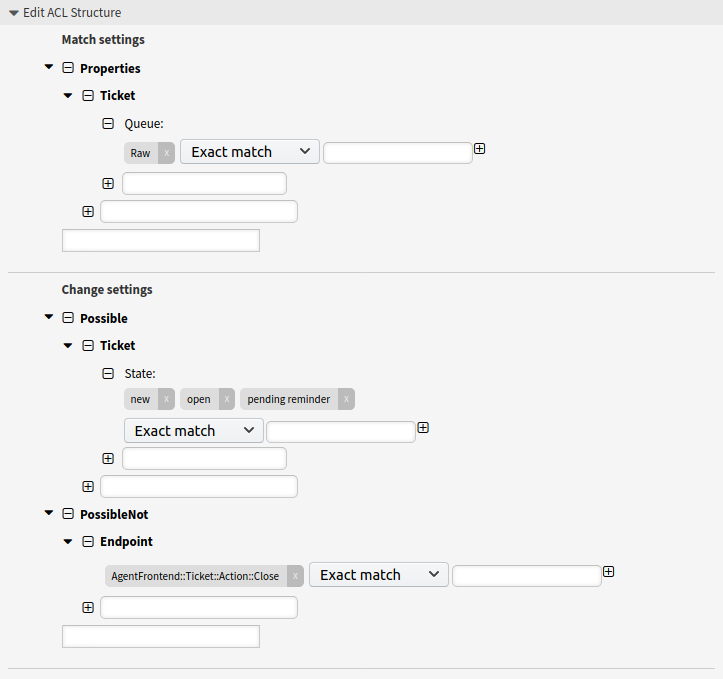 Edit ACL Structure
Match settings
Properties
Ticket
Queue:
Raw x Exact match
Change settings
Possible
Ticket
State:
new x open x pending reminder x
Exact match
PossibleNot
Endpoint
AgentFrontend::Ticket::Action::Close x Exact match